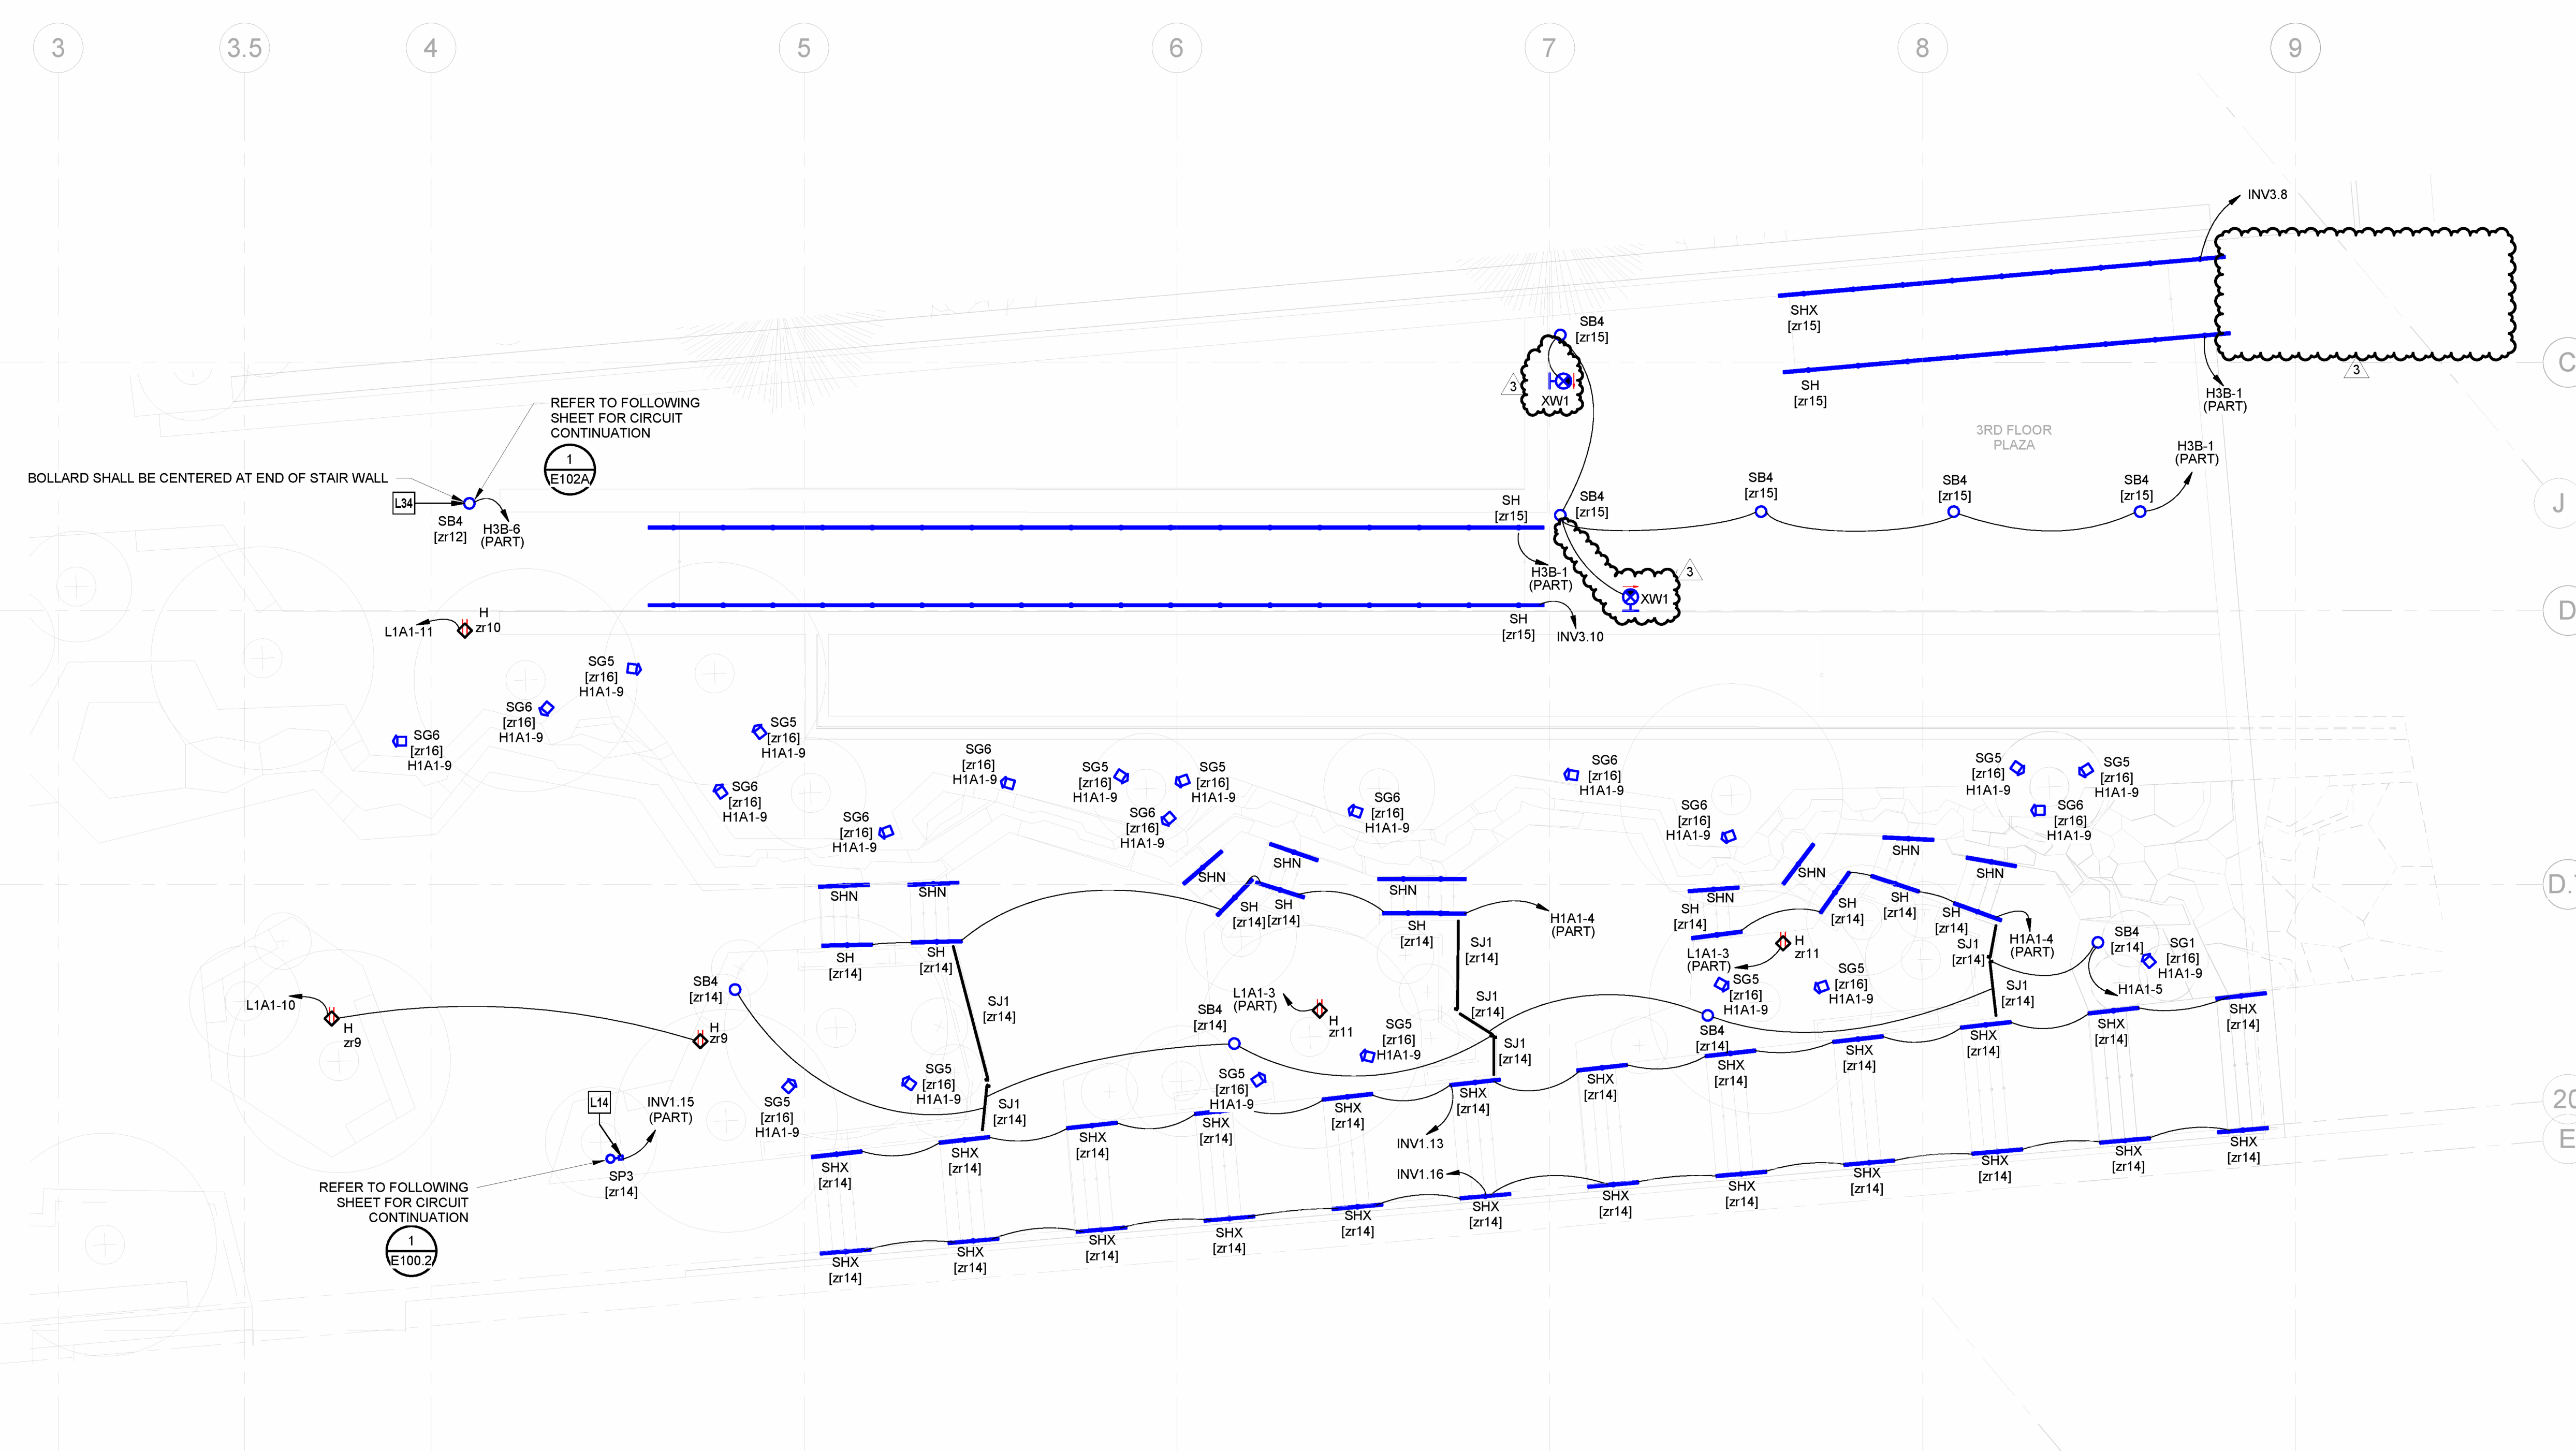 3
3.5
4
5
6
7
8
9
INV3.8
SHX
[zr15]
SB4
[zr15]
C
3
XW1
3
SH
[zr15]
H3B-1
(PART)
REFER TO FOLLOWING
SHEET FOR CIRCUIT
CONTINUATION
1
E102A
3RD FLOOR
PLAZA
H3B-1
(PART)
BOLLARD SHALL BE CENTERED AT END OF STAIR WALL
L34
SB4
[zr12]
H3B-6
(PART)
SH
[zr15]
SB4
[zr15]
SB4
[zr15]
SB4
[zr15]
SB4
[zr15]
J
H3B-1
(PART)
3
XW1
D
H
zr10
L1A1-11
SH
[zr15]
INV3.10
SG5
[zr16]
H1A1-9
SG6
[zr16]
H1A1-9
SG6
[zr16]
H1A1-9
SG5
[zr16]
H1A1-9
SG6
[zr16]
H1A1-9
SG6
[zr16]
H1A1-9
SG6
[zr16]
H1A1-9
SG5
[zr16]
H1A1-9
SG5
[zr16]
H1A1-9
SG6
[zr16]
H1A1-9
SG6
[zr16]
H1A1-9
SG6
[zr16]
H1A1-9
SG6
[zr16]
H1A1-9
SG5
[zr16]
H1A1-9
SG5
[zr16]
H1A1-9
SG6
[zr16]
H1A1-9
SHN
SHN
SHN
SHN
SHN
SHN
SHN
SHN
SHN
SH
[zr14]
SH
[zr14]
SH
[zr14]
SH
[zr14]
SH
[zr14]
H1A1-4
(PART)
SH
[zr14]
SH
[zr14]
SH
[zr14]
SH
[zr14]
H1A1-4
(PART)
SJ1
[zr14]
SJ1
[zr14]
L1A1-3
(PART)
H
zr11
SB4
[zr14]
SG1
[zr16]
H1A1-9
H1A1-5
SB4
[zr14]
L1A1-10
H
zr9
H
zr9
SJ1
[zr14]
SB4
[zr14]
L1A1-3
(PART)
H
zr11
SJ1
[zr14]
SG5
[zr16]
H1A1-9
SG5
[zr16]
H1A1-9
SJ1
[zr14]
SB4
[zr14]
SG5
[zr16]
H1A1-9
SJ1
[zr14]
SG5
[zr16]
H1A1-9
SG5
[zr16]
H1A1-9
SG5
[zr16]
H1A1-9
SJ1
[zr14]
L14
INV1.15
(PART)
SP3
[zr14]
SHX
[zr14]
SHX
[zr14]
SHX
[zr14]
SHX
[zr14]
SHX
[zr14]
SHX
[zr14]
SHX
[zr14]
SHX
[zr14]
SHX
[zr14]
SHX
[zr14]
SHX
[zr14]
SHX
[zr14]
INV1.13
INV1.16
20
E
REFER TO FOLLOWING
SHEET FOR CIRCUIT
CONTINUATION
1
E100.2
SHX
[zr14]
SHX
[zr14]
SHX
[zr14]
SHX
[zr14]
SHX
[zr14]
SHX
[zr14]
SHX
[zr14]
SHX
[zr14]
SHX
[zr14]
SHX
[zr14]
SHX
[zr14]
SHX
[zr14]